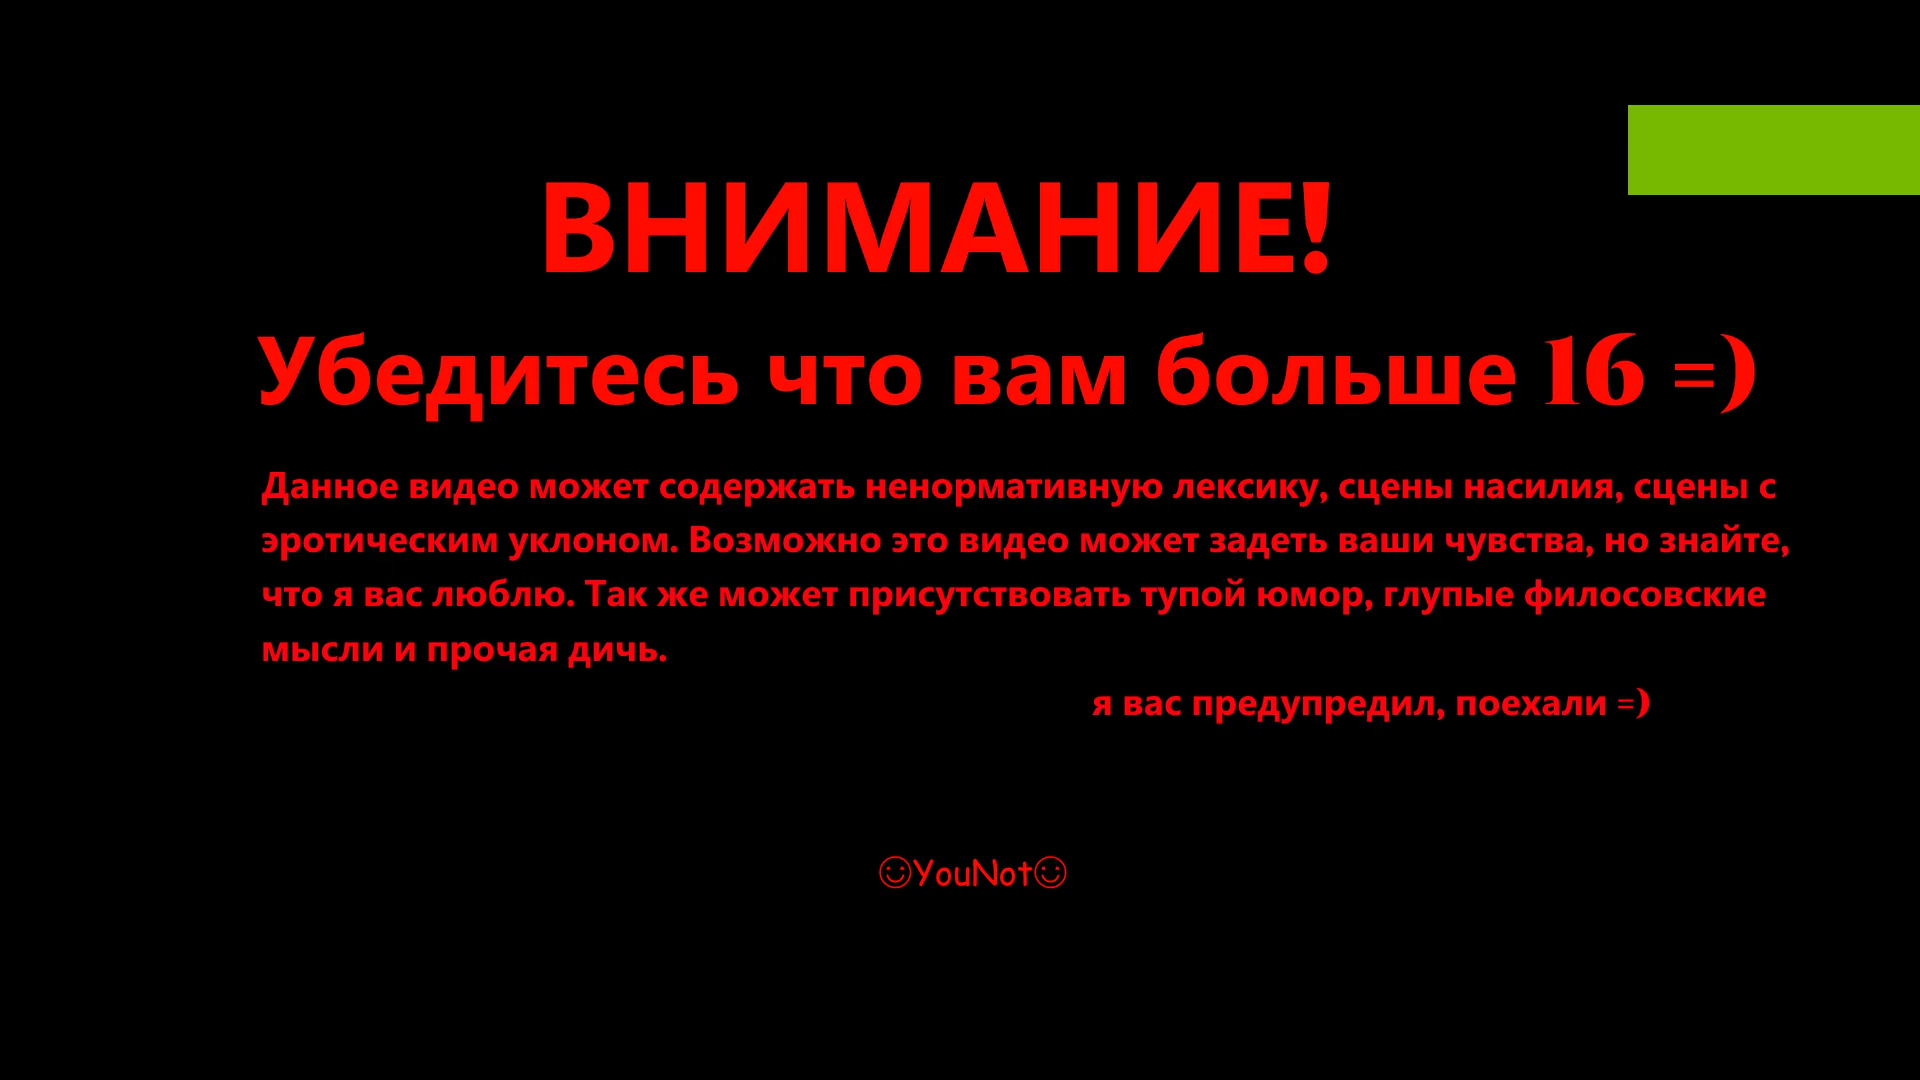 ВНИМАНИЕ!
Убедитесь что вам больше 16 =)
Данное видео может содержать ненормативную лексику, сцены насилия, сцены с
эротическим уклоном. Возможно это видео может задеть ваши чувства, но знайте,
что я вас люблю. Так же может присутствовать тупой юмор, глупые филосовские
мысли и прочая дичь.
я вас предупредил, поехали =)
☺YouNot☺